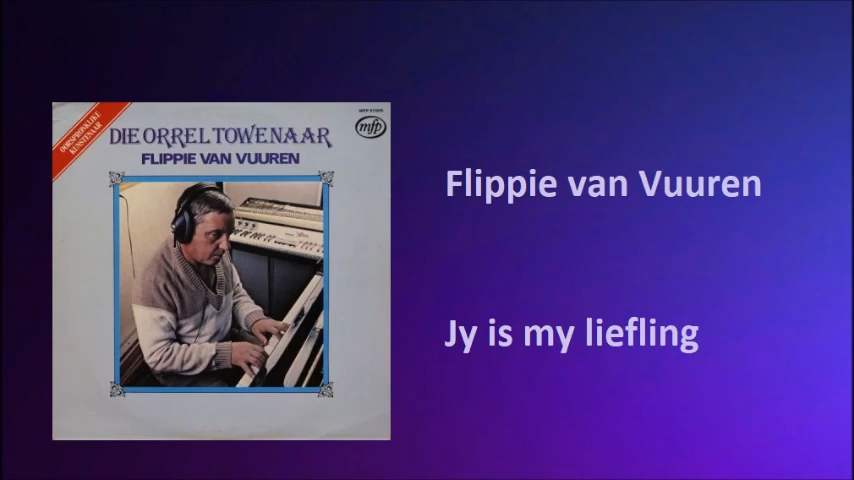 OORSPRONKLIKE
KUNSTENAAR
DIE ORREL TOWENAAR
FLIPPIE VAN VUUREN
mfp
Flippie van Vuuren
Jy is my liefling